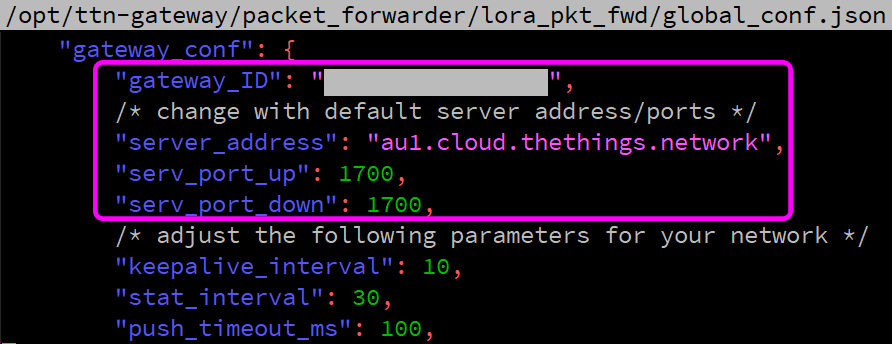 /opt/ttn-gateway/packet_forwarder/lora_pkt_fwd/global_conf.json
"gateway_conf": {
"gateway_ID": "                ",
/* change with default server address/ports */
"server_address": "au1.cloud.thethings.network",
"serv_port_up": 1700,
"serv_port_down": 1700,
/* adjust the following parameters for your network */
"keepalive_interval": 10,
"stat_interval": 30,
"push_timeout_ms": 100,